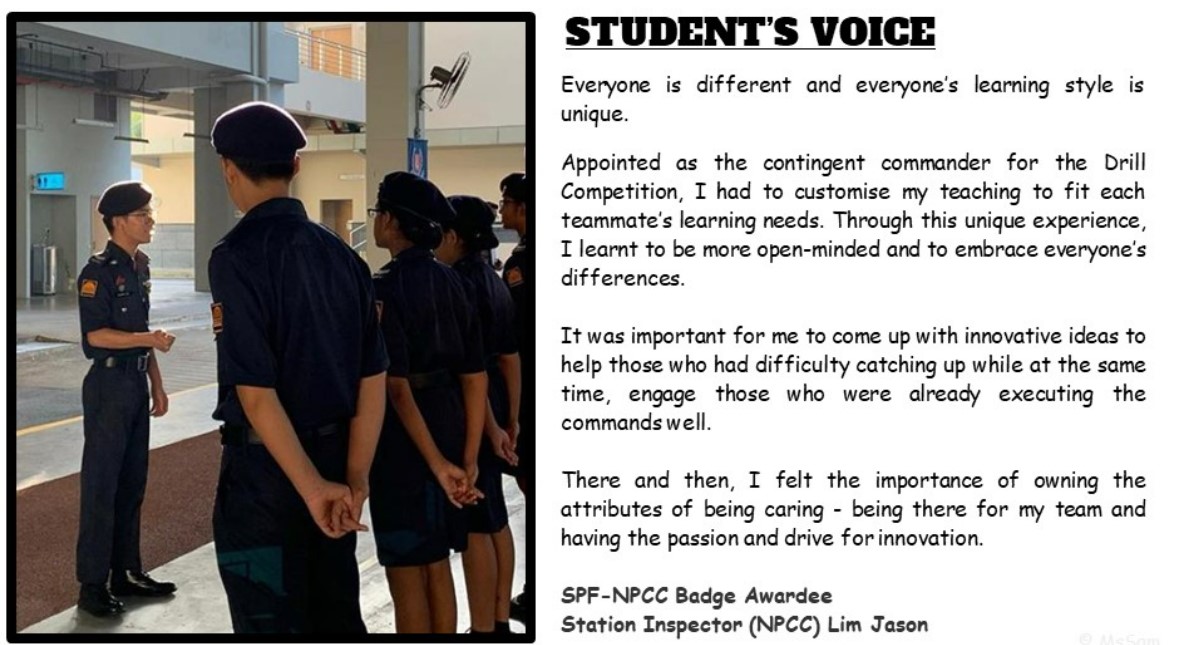 STUDENT'S VOICE
Everyone is different and everyone's learning style is
unique.
Appointed as the contingent commander for the Drill
Competition, I had to customise my teaching to fit each
teammate's learning needs. Through this unique experience,
I learnt to be more open-minded and to embrace everyone's
differences.
It was important for me to come up with innovative ideas to
help those who had difficulty catching up while at the same
time, engage those who were already executing the
commands well.
There and then, I felt the importance of owning the
attributes of being caring - being there for my team and
having the passion and drive for innovation.
SPF-NPCC Badge Awardee
Station Inspector (NPCC) Lim Jason